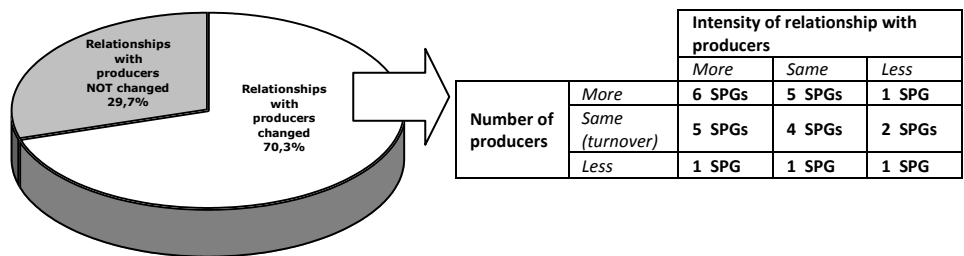 Relationships
with
producers
NOT changed
29,7%
Relationships
with
producers
changed
70,3%
Intensity of relationship with
producers
More Same Less
Number of
producers
More 6 SPGs 5 SPGs 1 SPG
Same
(turnover) 5 SPGs 4 SPGs 2 SPGs
Less 1 SPG 1 SPG 1 SPG